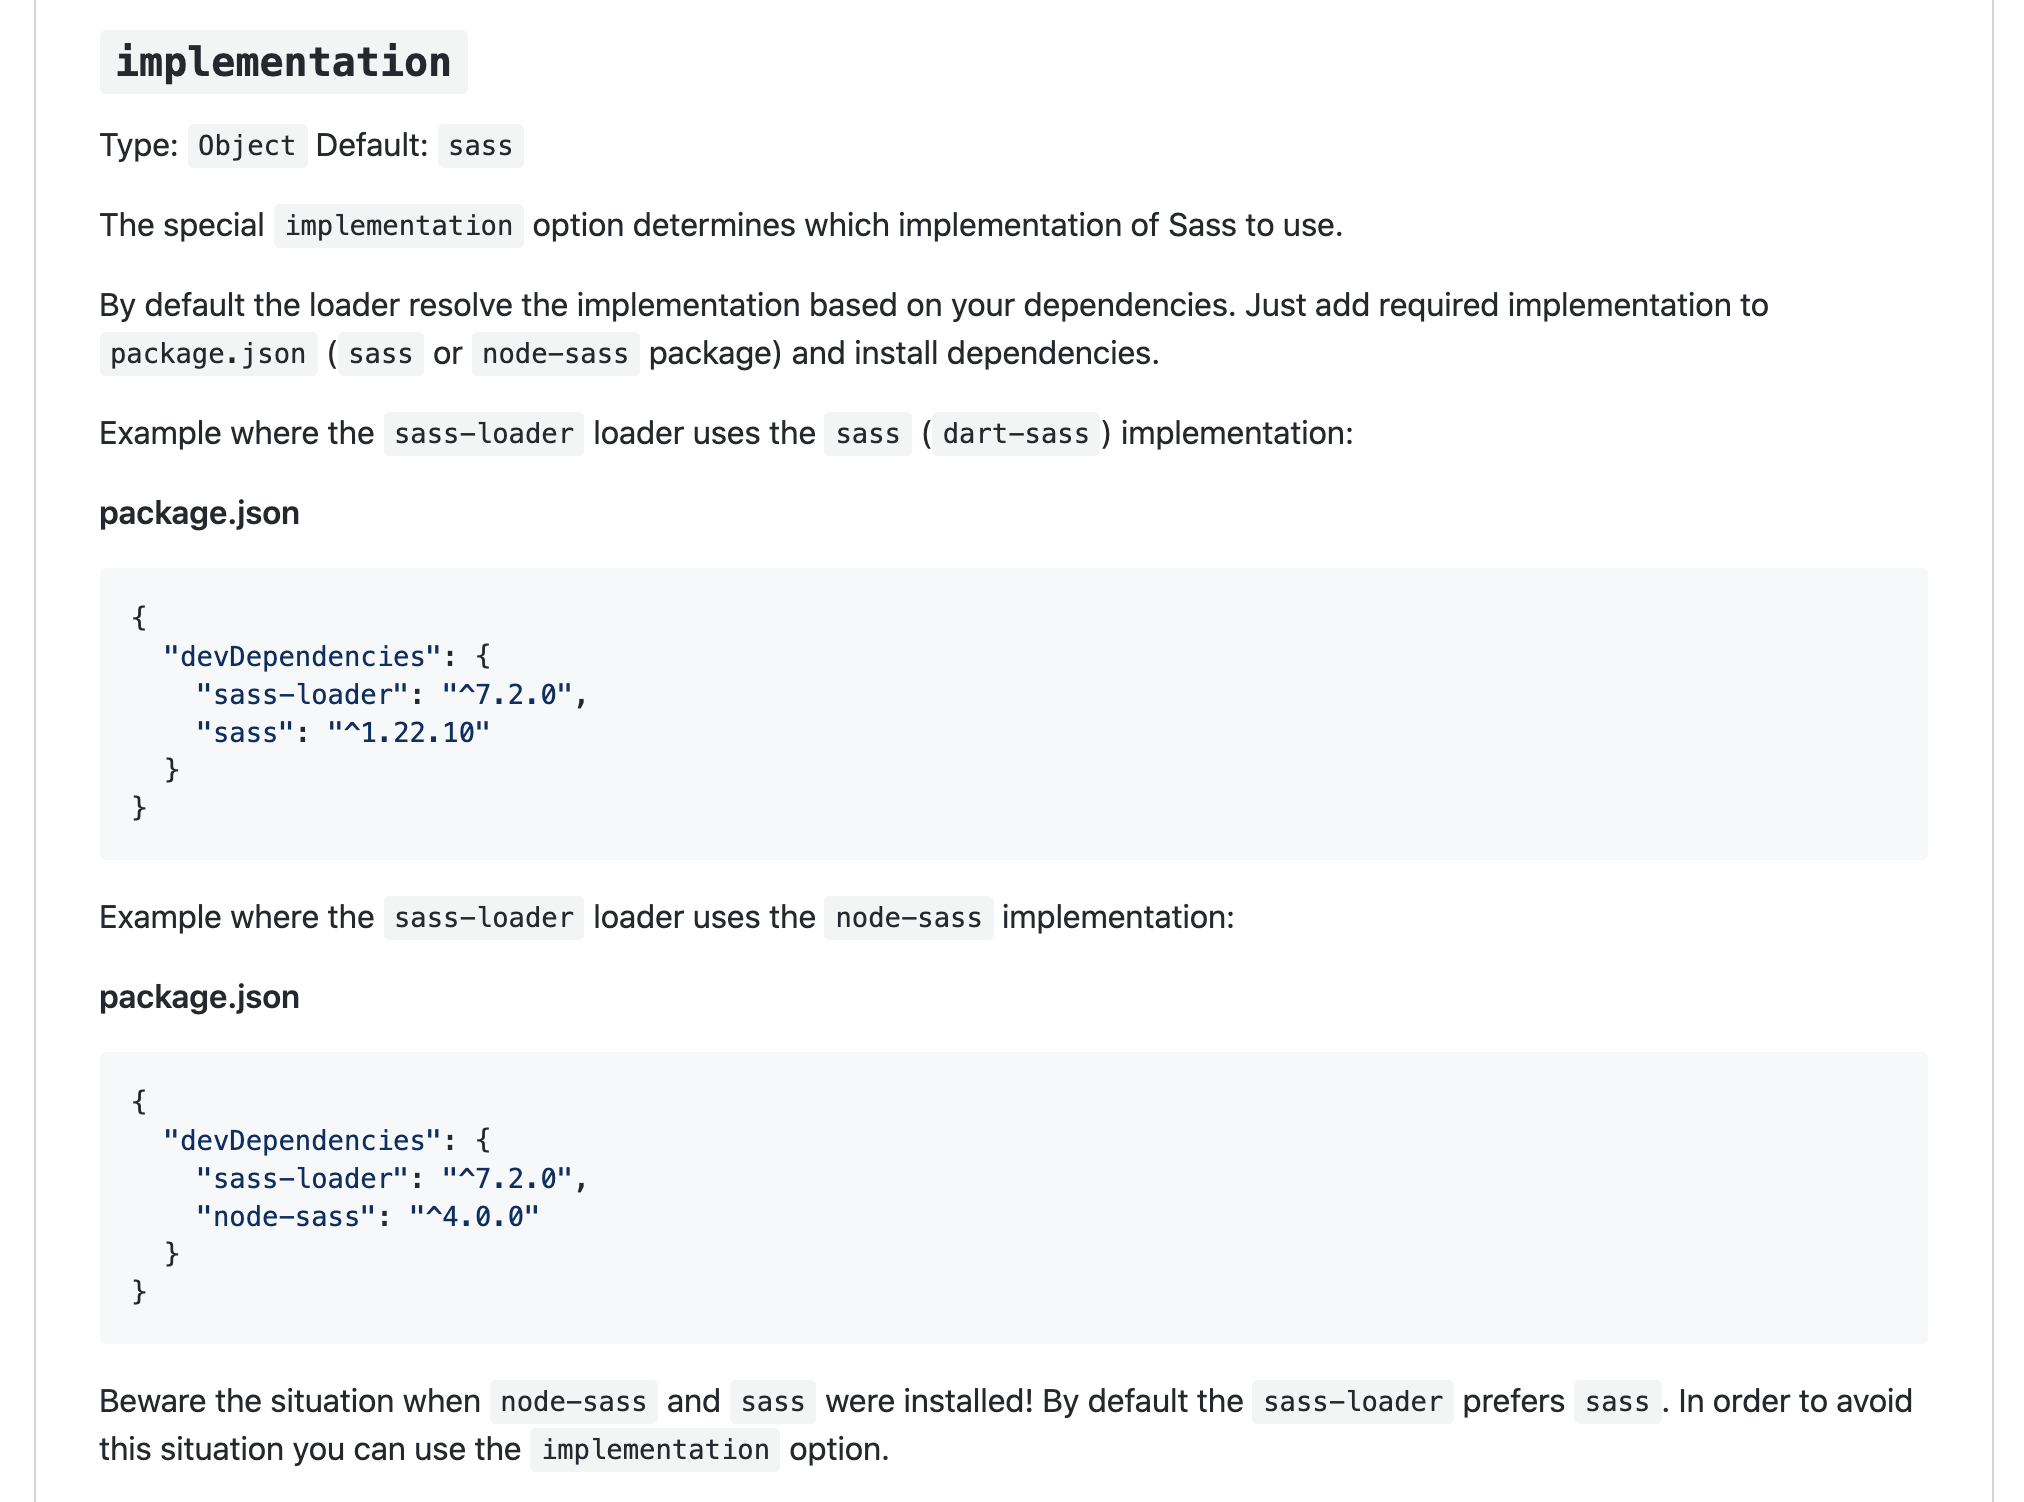 implementation
Type: Object Default: sass
The special implementation option determines which implementation of Sass to use.
By default the loader resolve the implementation based on your dependencies. Just add required implementation to
package.json ( sass or node-sass package) and install dependencies.
Example where the sass-loader loader uses the sass ( dart-sass ) implementation:
package.json
{
  "devDependencies": {
    "sass-loader": "^7.2.0",
    "sass": "^1.22.10"
  }
}
Example where the sass-loader loader uses the node-sass implementation:
package.json
{
  "devDependencies": {
    "sass-loader": "^7.2.0",
    "node-sass": "^4.0.0"
  }
}
Beware the situation when node-sass and sass were installed! By default the sass-loader prefers sass . In order to avoid
this situation you can use the implementation option.